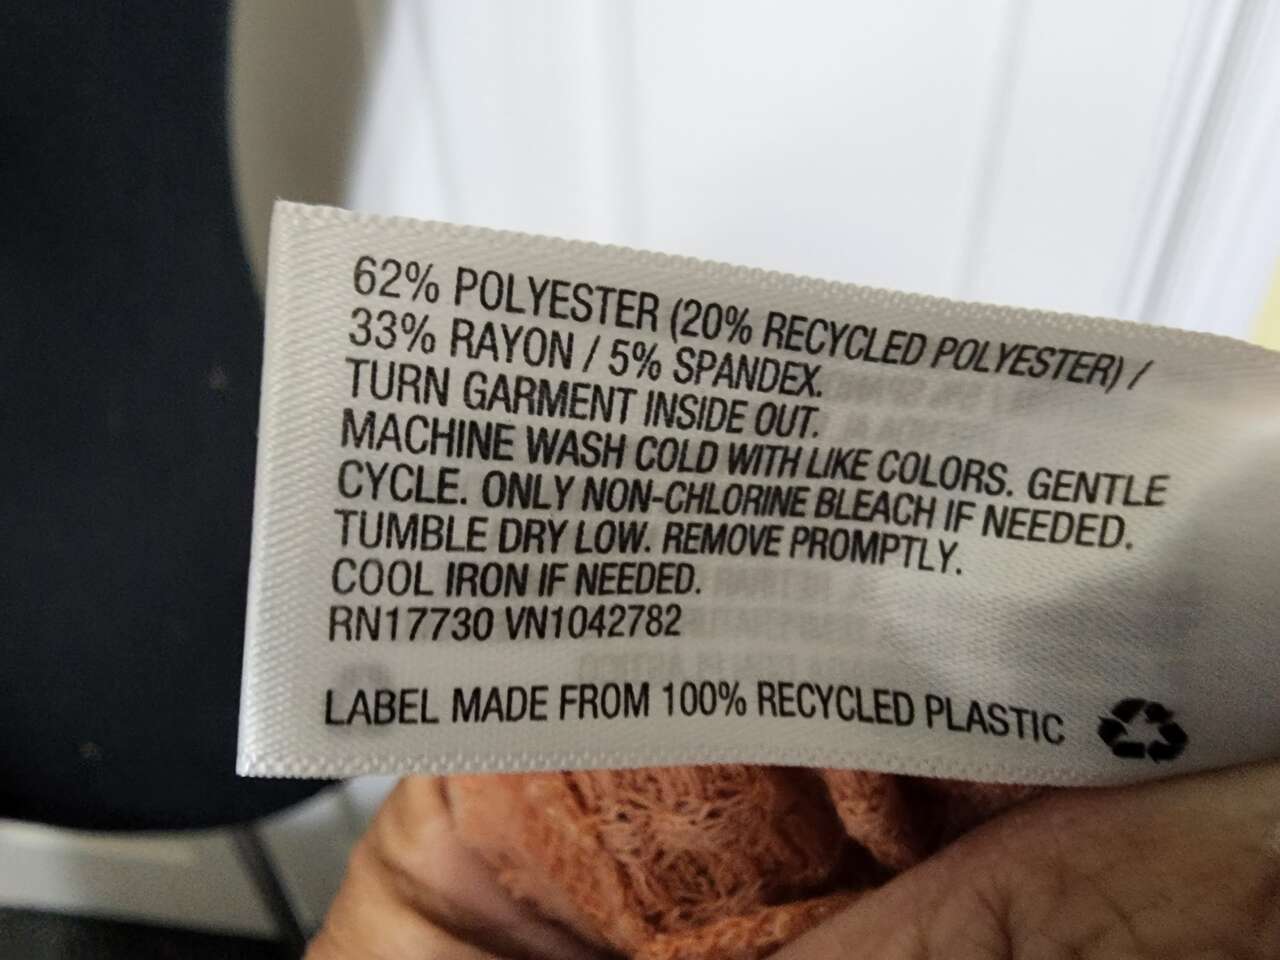 62% POLYESTER (20% RECYCLED POLYESTER) /
33% RAYON / 5% SPANDEX.
TURN GARMENT INSIDE OUT.
MACHINE WASH COLD WITH LIKE COLORS. GENTLE
CYCLE. ONLY NON-CHLORINE BLEACH IF NEEDED.
TUMBLE DRY LOW. REMOVE PROMPTLY.
COOL IRON IF NEEDED.
RN17730 VN1042782
LABEL MADE FROM 100% RECYCLED PLASTIC